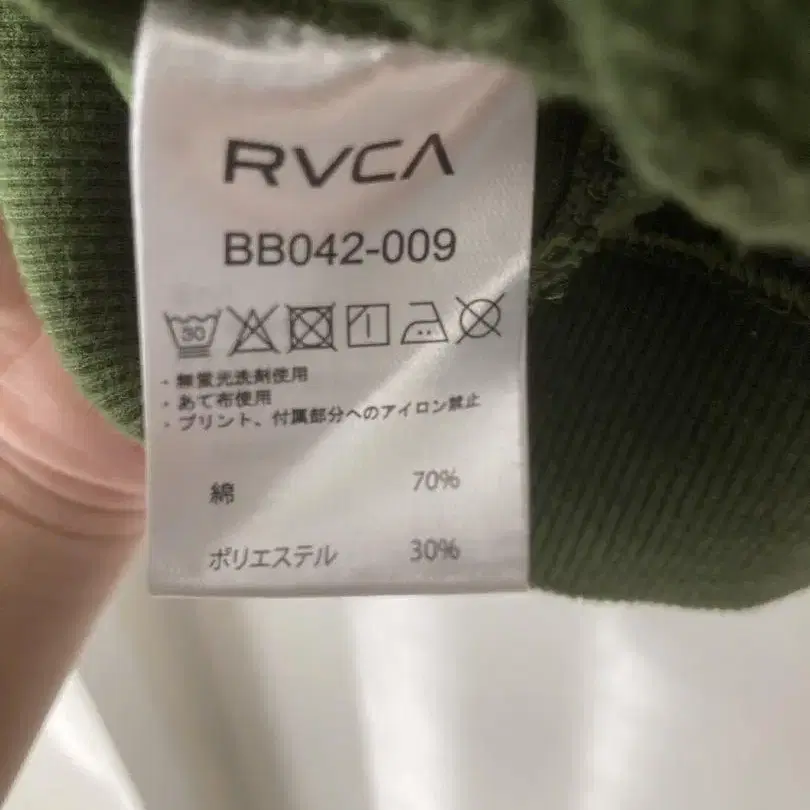 RVCA
BB042-009
30
・無蛍光洗剤使用
・あて布使用
・プリント、付属部分へのアイロン禁止
綿 70%
ポリエステル 30%